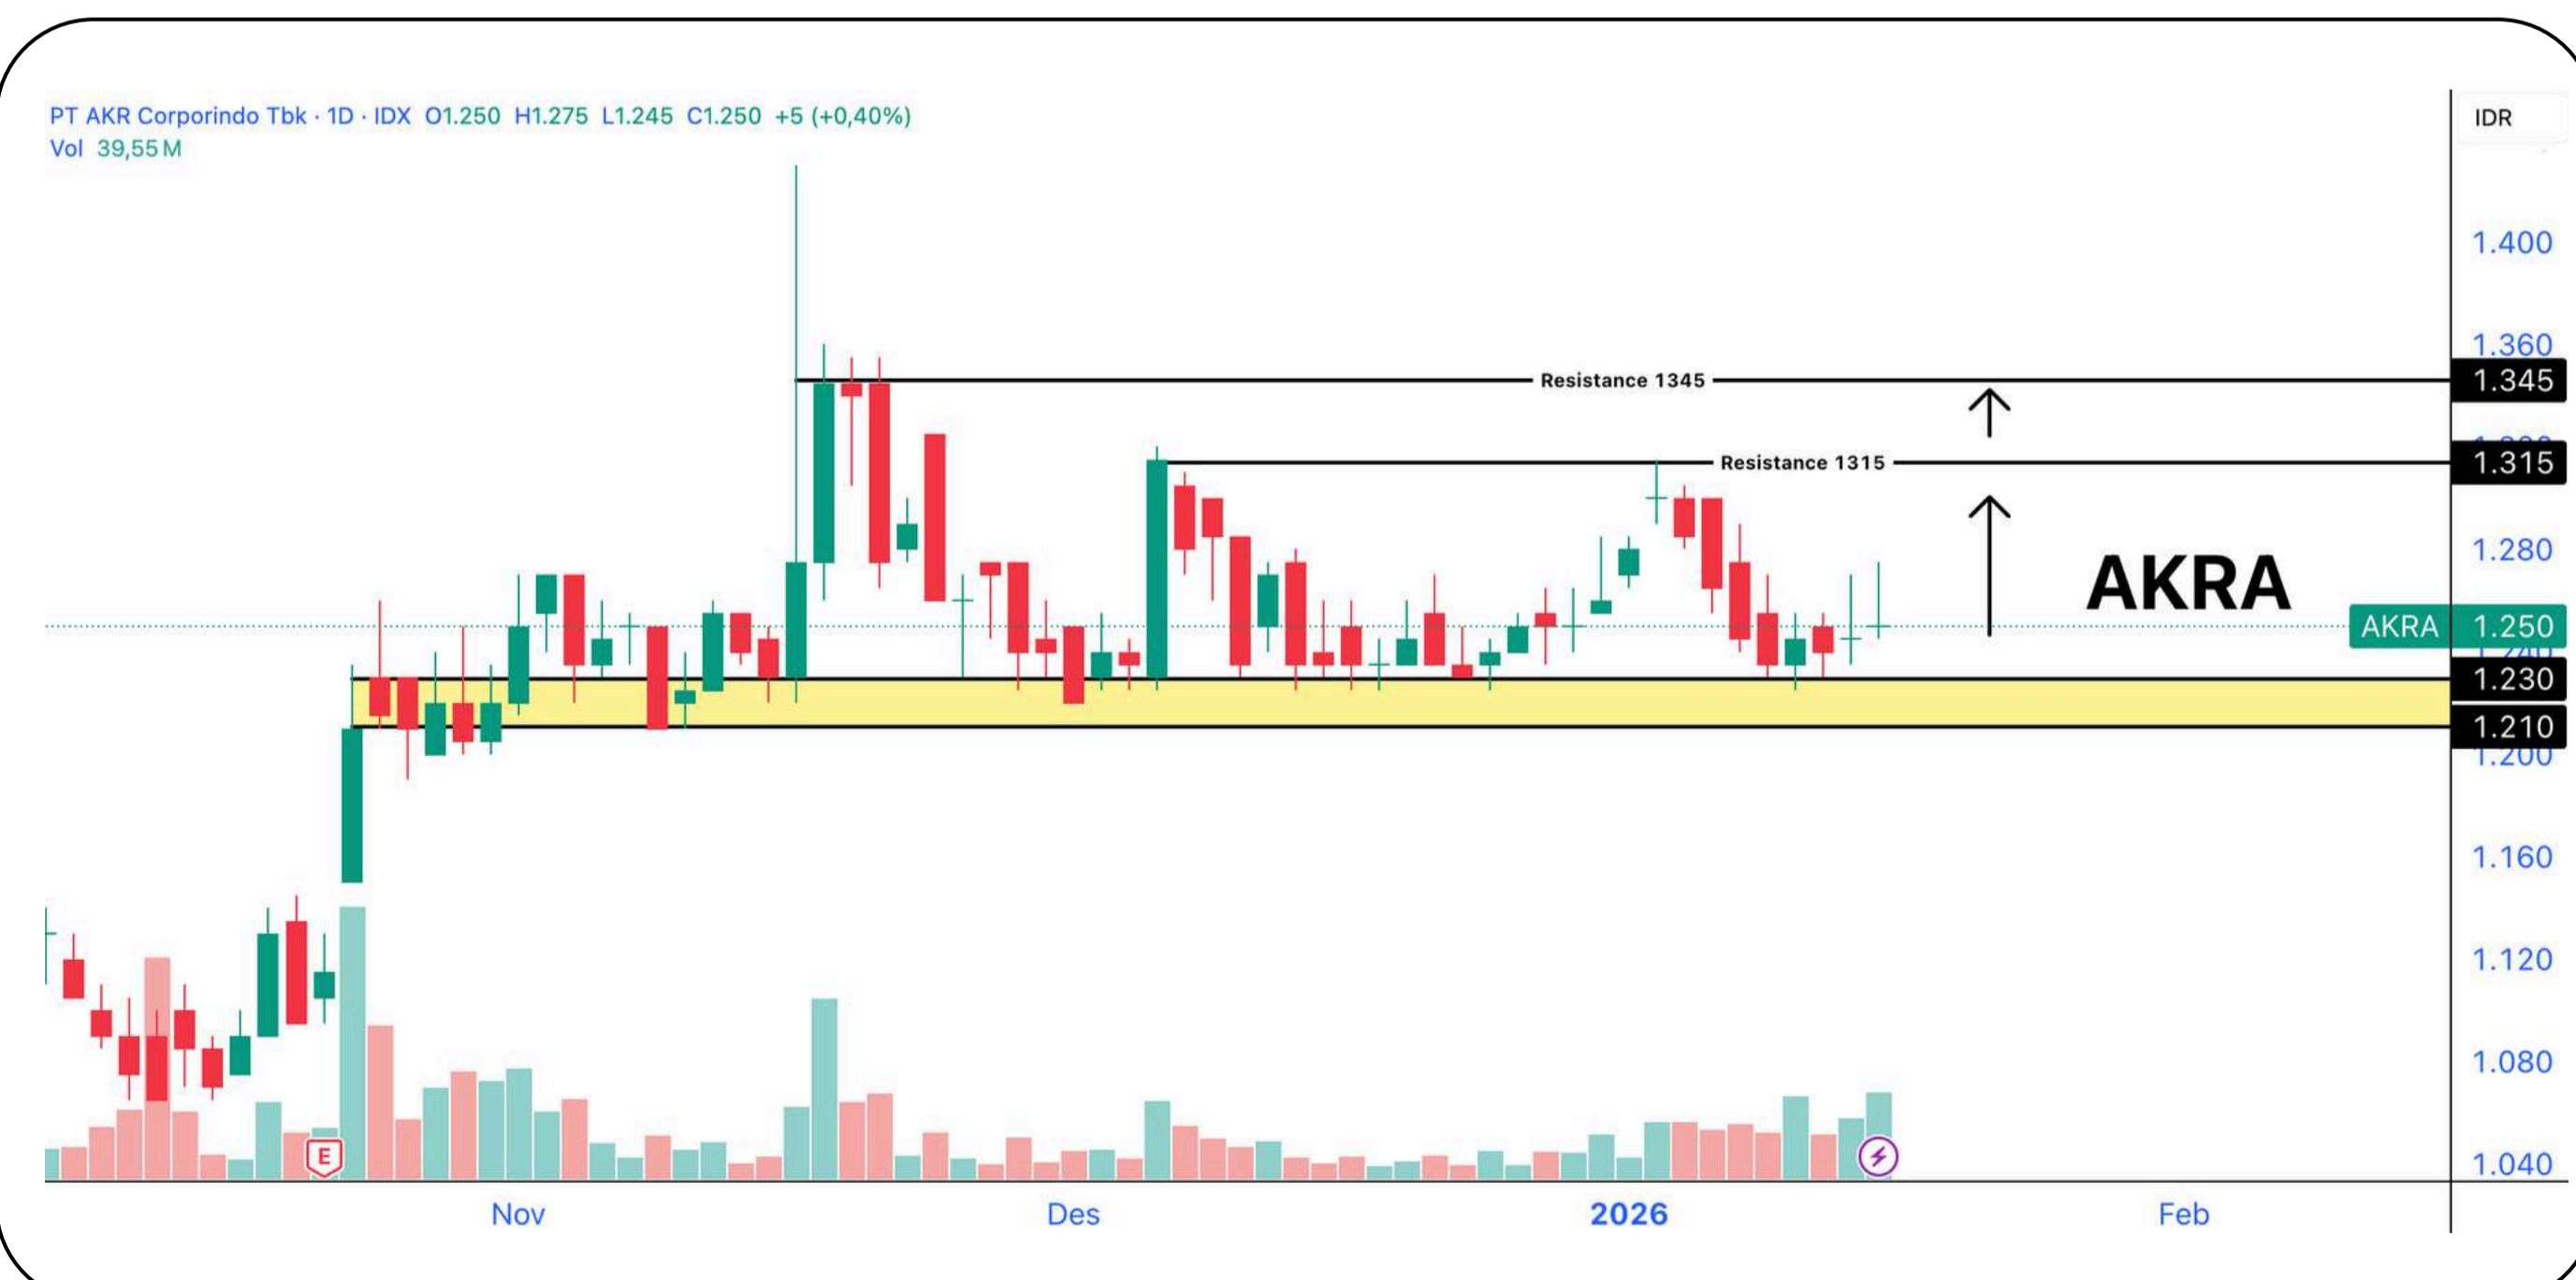 PT AKR Corporindo Tbk · 1D · IDX O1.250 H1.275 L1.245 C1.250 +5 (+0,40%)
Vol 39,55 M
IDR
1.400
1.360
Resistance 1345
1.345
Resistance 1315
1.315
1.280
AKRA
AKRA 1.250
1.230
1.210
1.200
1.160
1.120
1.080
E
1.040
Nov Des 2026 Feb